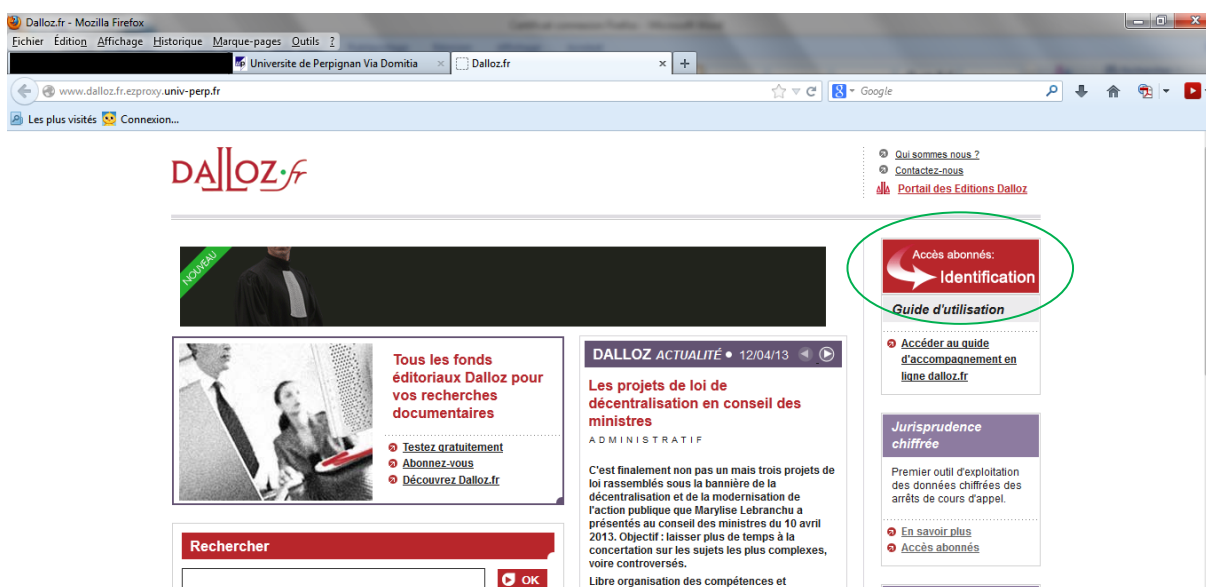 Dalloz.fr - Mozilla Firefox
Fichier Édition Affichage Historique Marque-pages Outils ?
Universite de Perpignan Via Domitia
Dalloz.fr
www.dalloz.fr.ezproxy.univ-perp.fr
Google
Les plus visités Connexion...
DALLOZ.fr
Qui sommes nous ?
Contactez-nous
Portail des Editions Dalloz
NOUVEAU
Accès abonnés:
Identification
Guide d'utilisation
Accéder au guide
d'accompagnement en
ligne dalloz.fr
Tous les fonds
éditoriaux Dalloz pour
vos recherches
documentaires
Testez gratuitement
Abonnez-vous
Découvrez Dalloz.fr
DALLOZ ACTUALITÉ • 12/04/13
Les projets de loi de
décentralisation en conseil des
ministres
ADMINISTRATIF
C'est finalement non pas un mais trois projets de
loi rassemblés sous la bannière de la
décentralisation et de la modernisation de
l'action publique que Marylise Lebranchu a
présentés au conseil des ministres du 10 avril
2013. Objectif : laisser plus de temps à la
concertation sur les sujets les plus complexes,
voire controversés.
Libre organisation des compétences et
Jurisprudence
chiffrée
Premier outil d'exploitation
des données chiffrées des
arrêts de cours d'appel.
En savoir plus
Accès abonnés
Rechercher
OK